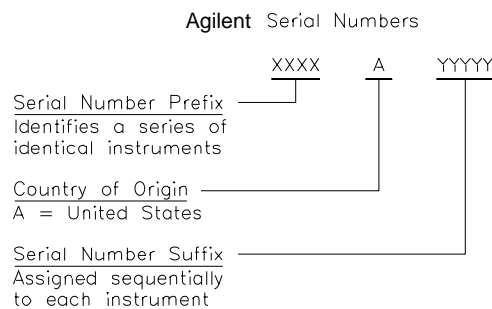 Agilent Serial Numbers
XXXX A YYYYY
Serial Number Prefix
Identifies a series of
identical instruments
Country of Origin
A = United States
Serial Number Suffix
Assigned sequentially
to each instrument